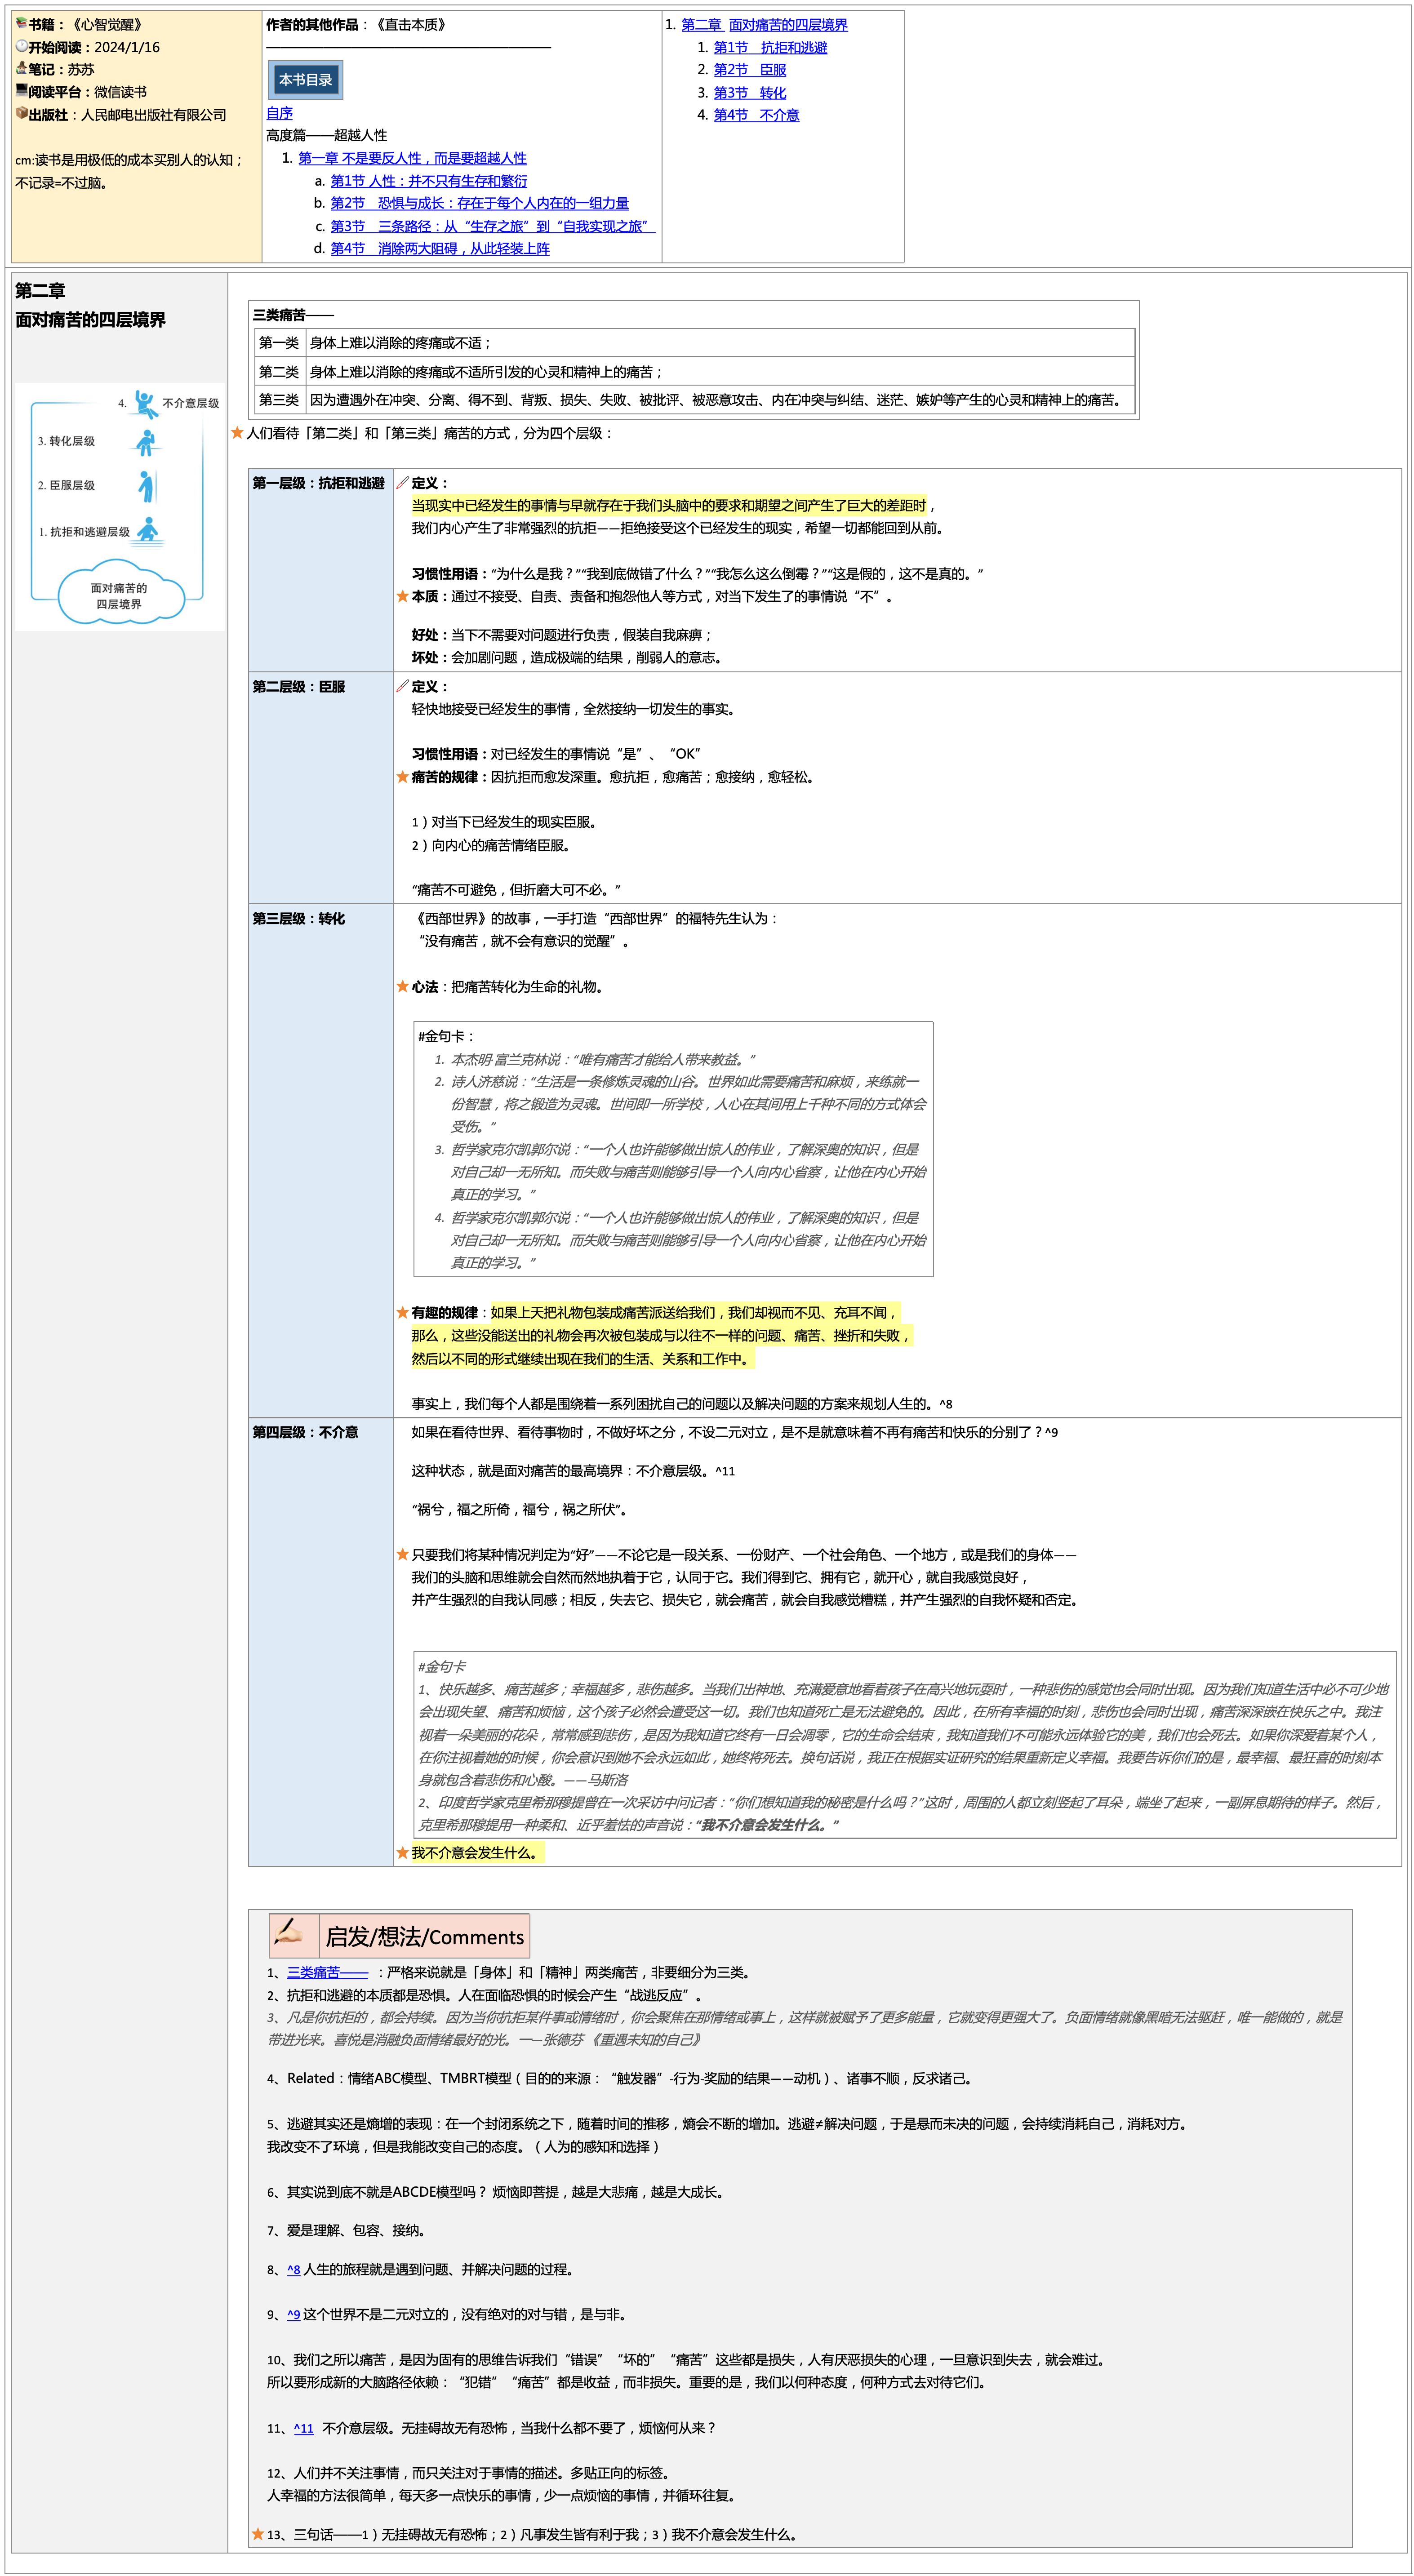 书籍：《心智觉醒》
开始阅读：2024/1/16
笔记：苏苏
阅读平台：微信读书
出版社：人民邮电出版社有限公司
cm:读书是用极低的成本买别人的认知；
不记录=不过脑。
作者的其他作品：《直击本质》
本书目录
自序
高度篇——超越人性
1. 第一章 不是要反人性，而是要超越人性
a. 第1节 人性：并不只有生存和繁衍
b. 第2节 恐惧与成长：存在于每个人内在的一组力量
c. 第3节 三条路径：从“生存之旅”到“自我实现之旅”
d. 第4节 消除两大阻碍，从此轻装上阵
1. 第二章 面对痛苦的四层境界
1. 第1节 抗拒和逃避
2. 第2节 臣服
3. 第3节 转化
4. 第4节 不介意
第二章
面对痛苦的四层境界
4. 不介意层级
3. 转化层级
2. 臣服层级
1. 抗拒和逃避层级
面对痛苦的
四层境界
三类痛苦——
第一类 身体上难以消除的疼痛或不适；
第二类 身体上难以消除的疼痛或不适所引发的心灵和精神上的痛苦；
第三类 因为遭遇外在冲突、分离、得不到、背叛、损失、失败、被批评、被恶意攻击、内在冲突与纠结、迷茫、嫉妒等产生的心灵和精神上的痛苦。
人们看待「第二类」和「第三类」痛苦的方式，分为四个层级：
第一层级：抗拒和逃避
定义：
当现实中已经发生的事情与早就存在于我们头脑中的要求和期望之间产生了巨大的差距时，
我们内心产生了非常强烈的抗拒——拒绝接受这个已经发生的现实，希望一切都能回到从前。
习惯性用语：“为什么是我？”“我到底做错了什么？”“我怎么这么倒霉？”“这是假的，这不是真的。”
本质：通过不接受、自责、责备和抱怨他人等方式，对当下发生了的事情说“不”。
好处：当下不需要对问题进行负责，假装自我麻痹；
坏处：会加剧问题，造成极端的结果，削弱人的意志。
第二层级：臣服
定义：
轻快地接受已经发生的事情，全然接纳一切发生的事实。
习惯性用语：对已经发生的事情说“是”、“OK”
痛苦的规律：因抗拒而愈发深重。愈抗拒，愈痛苦；愈接纳，愈轻松。
1）对当下已经发生的现实臣服。
2）向内心的痛苦情绪臣服。
“痛苦不可避免，但折磨大可不必。”
第三层级：转化
《西部世界》的故事，一手打造“西部世界”的福特先生认为：
“没有痛苦，就不会有意识的觉醒”。
心法：把痛苦转化为生命的礼物。
#金句卡：
1. 本杰明·富兰克林说：“唯有痛苦才能给人带来教益。”
2. 诗人济慈说：“生活是一条修炼灵魂的山谷。世界如此需要痛苦和麻烦，来练就一
份智慧，将之锻造为灵魂。世间即一所学校，人心在其间用上千种不同的方式体会
受伤。”
3. 哲学家克尔凯郭尔说：“一个人也许能够做出惊人的伟业，了解深奥的知识，但是
对自己却一无所知。而失败与痛苦则能够引导一个人向内心省察，让他在内心开始
真正的学习。”
4. 哲学家克尔凯郭尔说：“一个人也许能够做出惊人的伟业，了解深奥的知识，但是
对自己却一无所知。而失败与痛苦则能够引导一个人向内心省察，让他在内心开始
真正的学习。”
有趣的规律：如果上天把礼物包装成痛苦派送给我们，我们却视而不见、充耳不闻，
那么，这些没能送出的礼物会再次被包装成与以往不一样的问题、痛苦、挫折和失败，
然后以不同的形式继续出现在我们的生活、关系和工作中。
事实上，我们每个人都是围绕着一系列困扰自己的问题以及解决问题的方案来规划人生的。^8
第四层级：不介意
如果在看待世界、看待事物时，不做好坏之分，不设二元对立，是不是就意味着不再有痛苦和快乐的分别了？^9
这种状态，就是面对痛苦的最高境界：不介意层级。^11
“祸兮，福之所倚，福兮，祸之所伏”。
只要我们将某种情况判定为“好”——不论它是一段关系、一份财产、一个社会角色、一个地方，或是我们的身体——
我们的头脑和思维就会自然而然地执着于它，认同于它。我们得到它、拥有它，就开心，就自我感觉良好，
并产生强烈的自我认同感；相反，失去它、损失它，就会痛苦，就会自我感觉糟糕，并产生强烈的自我怀疑和否定。
#金句卡
1、快乐越多、痛苦越多；幸福越多，悲伤越多。当我们出神地、充满爱意地看着孩子在高兴地玩耍时，一种悲伤的感觉也会同时出现。因为我们知道生活中必不可少地
会出现失望、痛苦和烦恼，这个孩子必然会遭受这一切。我们也知道死亡是无法避免的。因此，在所有幸福的时刻，悲伤也会同时出现，痛苦深深嵌在快乐之中。我注
视着一朵美丽的花朵，常常感到悲伤，是因为我知道它终有一日会凋零，它的生命会结束，我知道我们不可能永远体验它的美，我们也会死去。如果你深爱着某个人，
在你注视着她的时候，你会意识到她不会永远如此，她终将死去。换句话说，我正在根据实证研究的结果重新定义幸福。我要告诉你们的是，最幸福、最狂喜的时刻本
身就包含着悲伤和心酸。——马斯洛
2、印度哲学家克里希那穆提曾在一次采访中问记者：“你们想知道我的秘密是什么吗？”这时，周围的人都立刻竖起了耳朵，端坐了起来，一副屏息期待的样子。然后，
克里希那穆提用一种柔和、近乎羞怯的声音说：“我不介意会发生什么。”
我不介意会发生什么。
启发/想法/Comments
1、三类痛苦—— ：严格来说就是「身体」和「精神」两类痛苦，非要细分为三类。
2、抗拒和逃避的本质都是恐惧。人在面临恐惧的时候会产生“战逃反应”。
3、凡是你抗拒的，都会持续。因为当你抗拒某件事或情绪时，你会聚焦在那情绪或事上，这样就被赋予了更多能量，它就变得更强大了。负面情绪就像黑暗无法驱赶，唯一能做的，就是
带进光来。喜悦是消融负面情绪最好的光。一—张德芬 《重遇未知的自己》
4、Related：情绪ABC模型、TMBRT模型（目的的来源：“触发器”-行为-奖励的结果——动机）、诸事不顺，反求诸己。
5、逃避其实还是熵增的表现：在一个封闭系统之下，随着时间的推移，熵会不断的增加。逃避≠解决问题，于是悬而未决的问题，会持续消耗自己，消耗对方。
我改变不了环境，但是我能改变自己的态度。（人为的感知和选择）
6、其实说到底不就是ABCDE模型吗？ 烦恼即菩提，越是大悲痛，越是大成长。
7、爱是理解、包容、接纳。
8、^8 人生的旅程就是遇到问题、并解决问题的过程。
9、^9 这个世界不是二元对立的，没有绝对的对与错，是与非。
10、我们之所以痛苦，是因为固有的思维告诉我们“错误”“坏的”“痛苦”这些都是损失，人有厌恶损失的心理，一旦意识到失去，就会难过。
所以要形成新的大脑路径依赖：“犯错”“痛苦”都是收益，而非损失。重要的是，我们以何种态度，何种方式去对待它们。
11、^11 不介意层级。无挂碍故无有恐怖，当我什么都不要了，烦恼何从来？
12、人们并不关注事情，而只关注对于事情的描述。多贴正向的标签。
人幸福的方法很简单，每天多一点快乐的事情，少一点烦恼的事情，并循环往复。
13、三句话——1）无挂碍故无有恐怖；2）凡事发生皆有利于我；3）我不介意会发生什么。